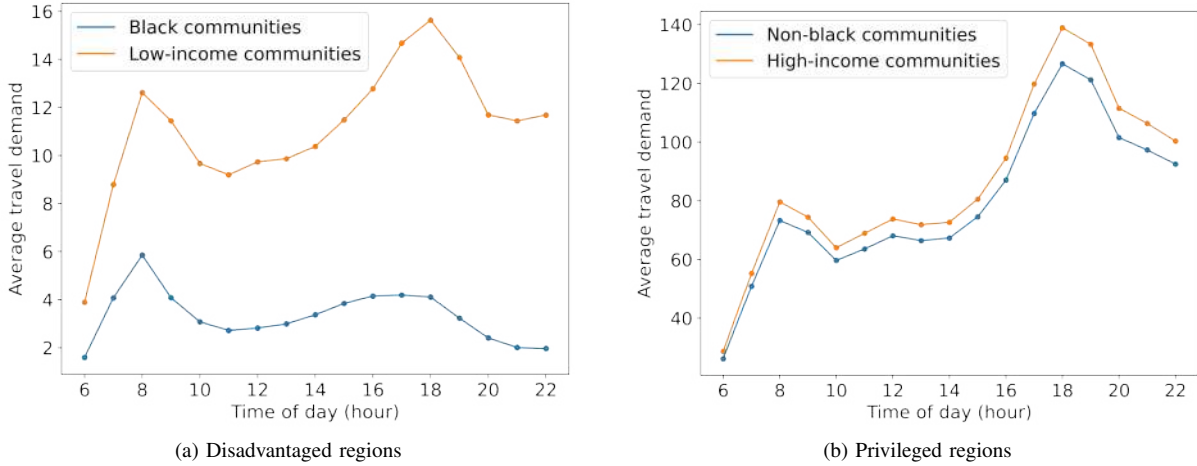 16
14
12
10
8
6
4
2
Average travel demand
Black communities
Low-income communities
6 8 10 12 14 16 18 20 22
Time of day (hour)
(a) Disadvantaged regions
140
120
100
80
60
40
Average travel demand
Non-black communities
High-income communities
6 8 10 12 14 16 18 20 22
Time of day (hour)
(b) Privileged regions